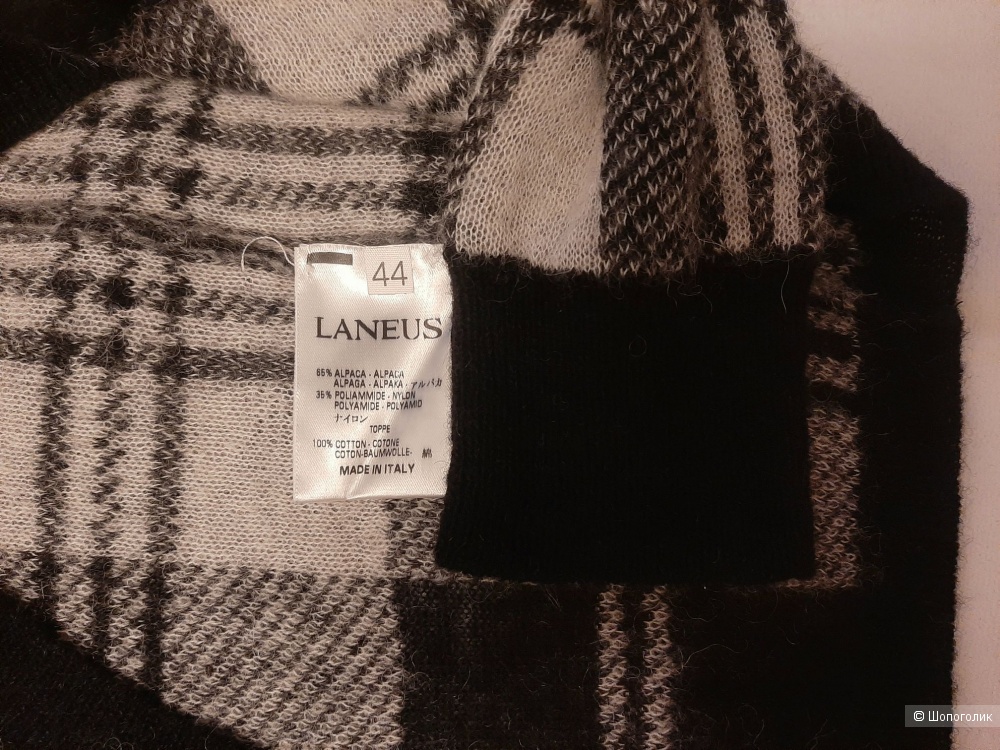 44
LANEUS
65% ALPACA - ALPACA
ALPAGA - ALPAKA - アルパカ
35% POLIAMMIDE - NYLON
POLYAMIDE - POLYAMID
ナイロン
TOPPE
100% COTTON - COTONE
COTON-BAUMWOLLE-
MADE IN ITALY
© Шопоголик